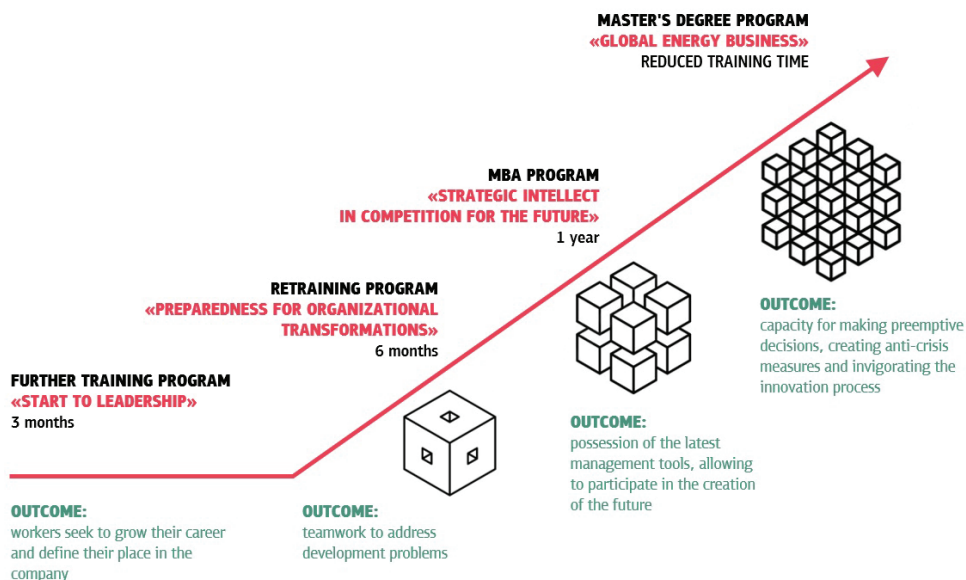 MASTER'S DEGREE PROGRAM
«GLOBAL ENERGY BUSINESS»
REDUCED TRAINING TIME
MBA PROGRAM
«STRATEGIC INTELLECT
IN COMPETITION FOR THE FUTURE»
1 year
RETRAINING PROGRAM
«PREPAREDNESS FOR ORGANIZATIONAL
TRANSFORMATIONS»
6 months
FURTHER TRAINING PROGRAM
«START TO LEADERSHIP»
3 months
OUTCOME:
workers seek to grow their career
and define their place in the
company
OUTCOME:
teamwork to address
development problems
OUTCOME:
possession of the latest
management tools, allowing
to participate in the creation
of the future
OUTCOME:
capacity for making preemptive
decisions, creating anti-crisis
measures and invigorating the
innovation process